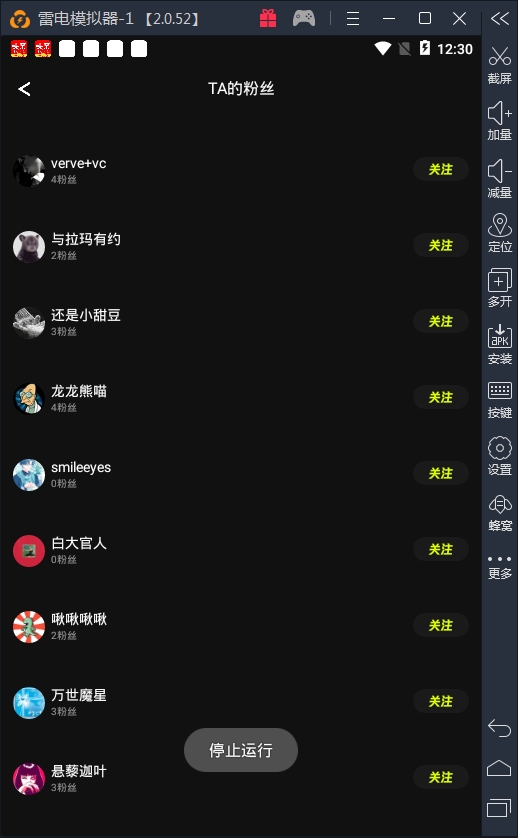 雷电模拟器-1 【2.0.52】
12:30
TA的粉丝
verve+vc
4粉丝
关注
与拉玛有约
2粉丝
关注
还是小甜豆
3粉丝
关注
龙龙熊喵
4粉丝
关注
smileeyes
0粉丝
关注
白大官人
0粉丝
关注
啾啾啾啾
2粉丝
关注
万世魔星
3粉丝
关注
停止运行
悬藜迦叶
3粉丝
关注
截屏
加量
减量
定位
多开
APK
安装
按键
设置
蜂窝
更多